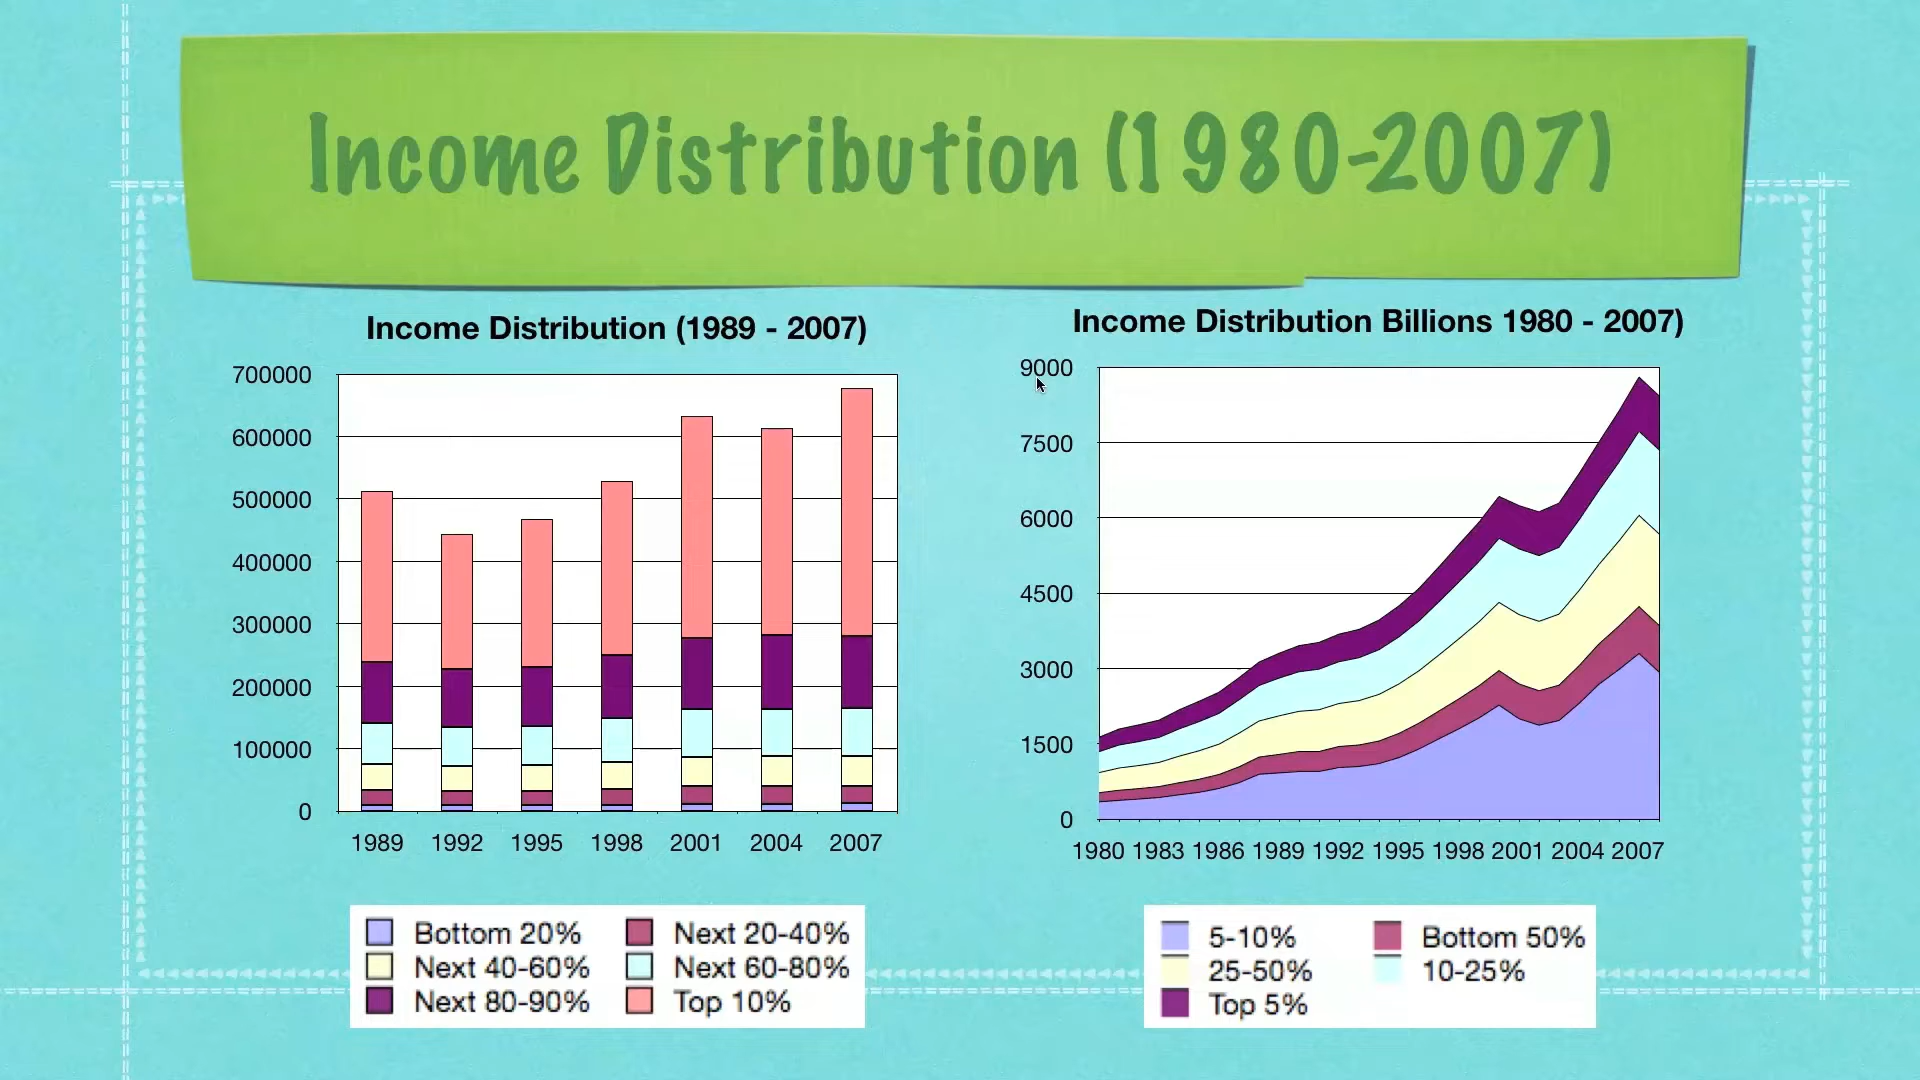 Income Distribution (1980-2007)
Income Distribution (1989 - 2007)
700000
600000
500000
400000
300000
200000
100000
0
1989 1992 1995 1998 2001 2004 2007
Bottom 20% Next 20-40%
Next 40-60% Next 60-80%
Next 80-90% Top 10%
Income Distribution Billions 1980 - 2007)
9000
7500
6000
4500
3000
1500
0
1980 1983 1986 1989 1992 1995 1998 2001 2004 2007
5-10% Bottom 50%
25-50% 10-25%
Top 5%